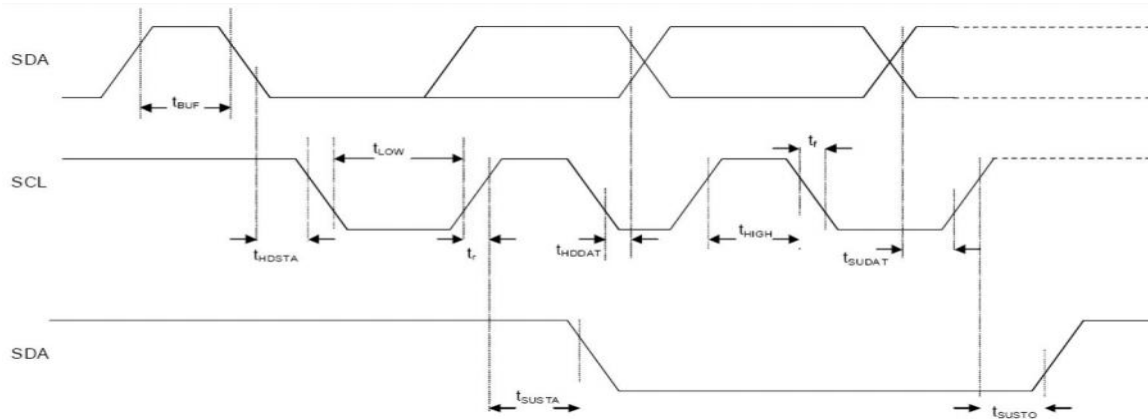 SDA
tBUF
tLOW
tf
SCL
tHDSTA
tr
tHDDAT
tHIGH
tSUDAT
SDA
tSUSTA
tSUSTO